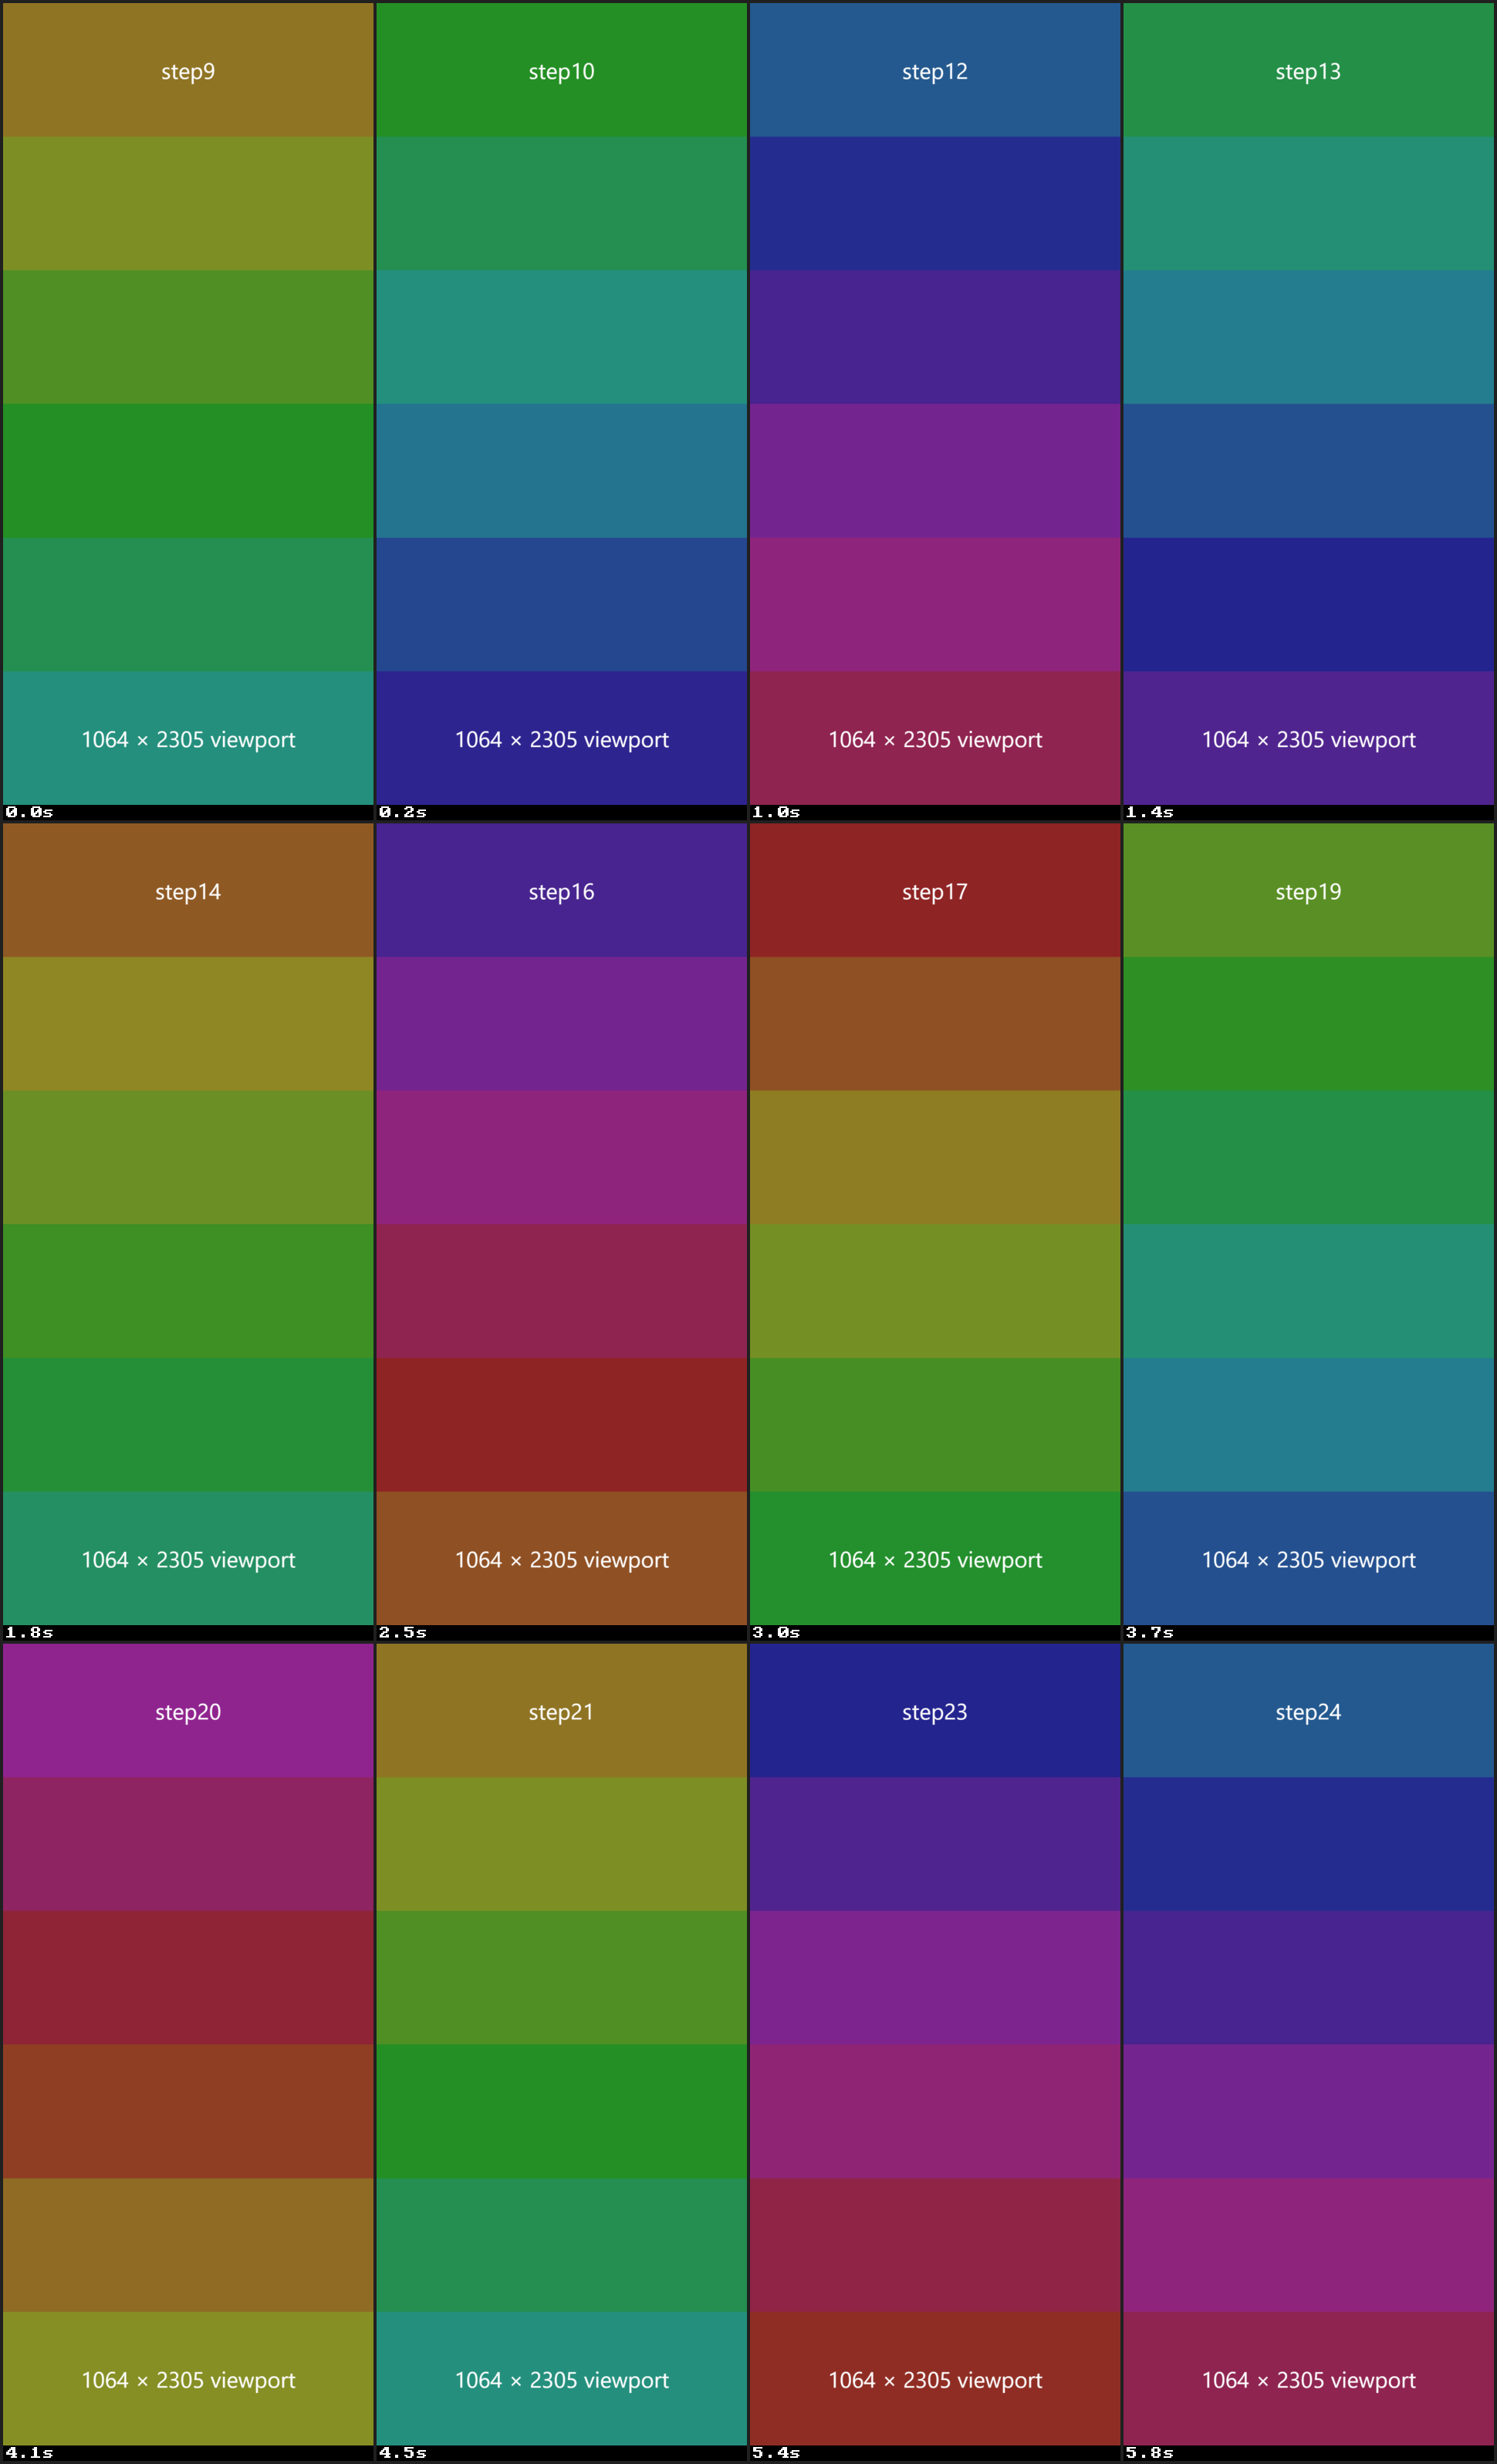 step9
step10
step12
step13
1064 × 2305 viewport
1064 × 2305 viewport
1064 × 2305 viewport
1064 × 2305 viewport
0.0s
0.2s
1.0s
1.4s
step14
step16
step17
step19
1064 × 2305 viewport
1064 × 2305 viewport
1064 × 2305 viewport
1064 × 2305 viewport
1.8s
2.5s
3.0s
3.7s
step20
step21
step23
step24
1064 × 2305 viewport
1064 × 2305 viewport
1064 × 2305 viewport
1064 × 2305 viewport
4.1s
4.5s
5.4s
5.8s